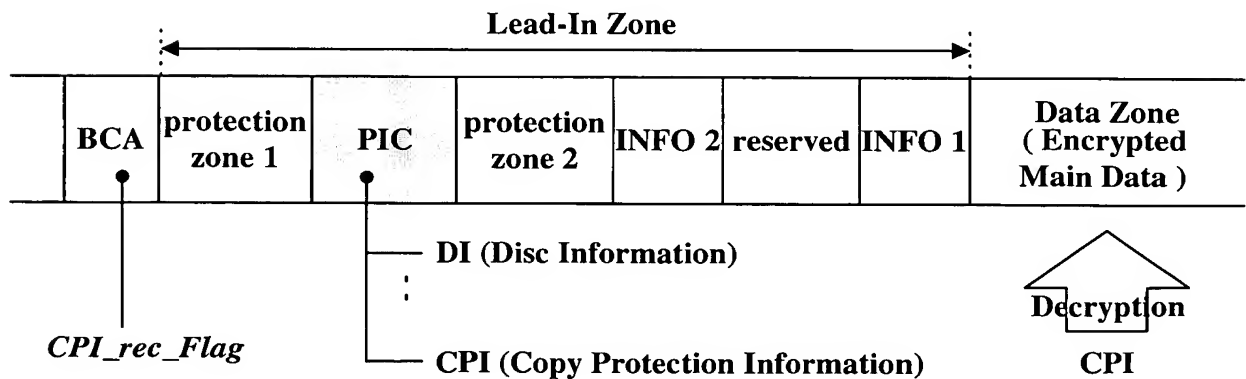 Lead-In Zone
BCA
protection
zone 1
PIC
protection
zone 2
INFO 2
reserved
INFO 1
Data Zone
( Encrypted
Main Data )
DI (Disc Information)
Decryption
CPI_rec_Flag
CPI (Copy Protection Information)
CPI